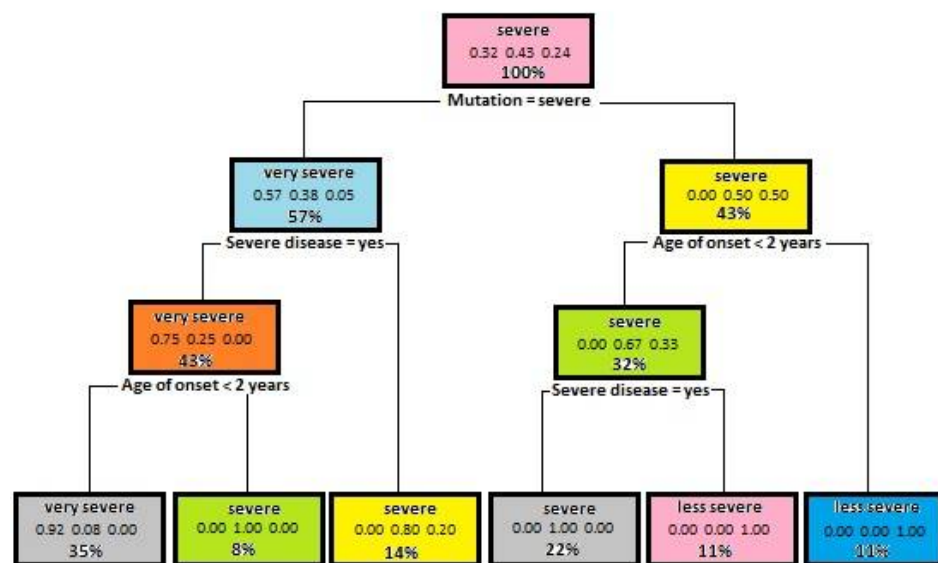 severe
0.32 0.43 0.24
100%
Mutation = severe
very severe
0.57 0.38 0.05
57%
Severe disease = yes
severe
0.00 0.50 0.50
43%
Age of onset < 2 years
very severe
0.75 0.25 0.00
43%
Age of onset < 2 years
severe
0.00 0.67 0.33
32%
Severe disease = yes
very severe
0.92 0.08 0.00
35%
severe
0.00 1.00 0.00
8%
severe
0.00 0.80 0.20
14%
severe
0.00 1.00 0.00
22%
less severe
0.00 0.00 1.00
11%
less severe
0.00 0.00 1.00
11%